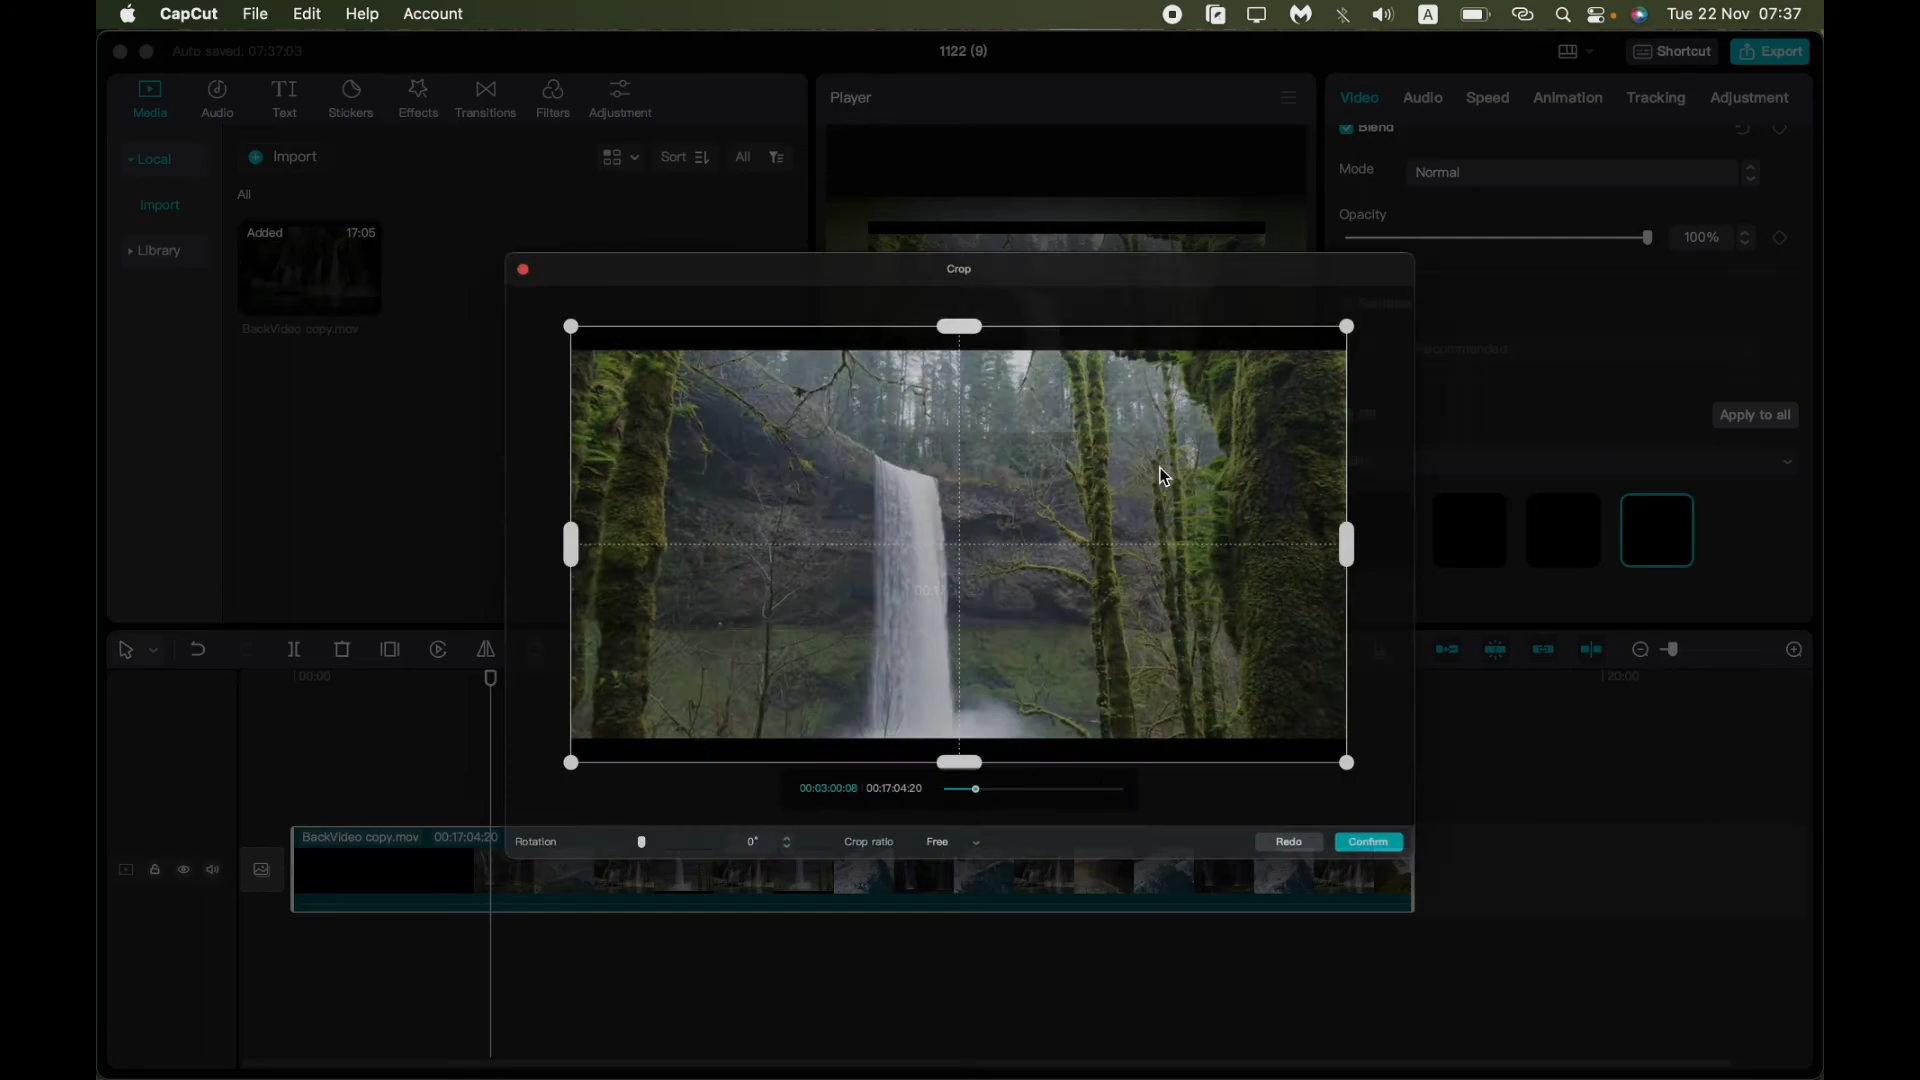 CapCut File Edit Help Account
A
Tue 22 Nov 07:37
Auto saved: 07:37:03
1122 (9)
Shortcut
Export
Media
Audio
Text
Stickers
Effects
Transitions
Filters
Adjustment
Player
Video
Audio
Speed
Animation
Tracking
Adjustment
Local
Import
Library
Import
Sort
All
All
Added
17:05
BackVideo copy.mov
Blend
Mode
Normal
Opacity
100%
Apply to all
Crop
00:03:00:08 00:17:04:20
Rotation
0°
Crop ratio
Free
Redo
Confirm
00:00
20:00
BackVideo copy.mov 00:17:04:20